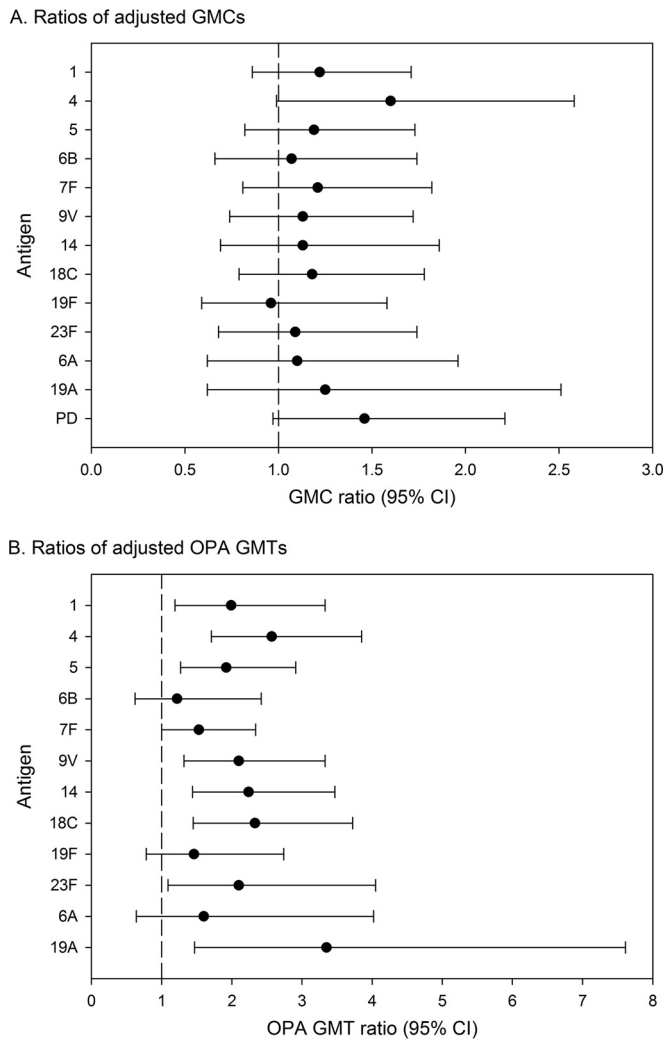 A. Ratios of adjusted GMCs
1
4
5
6B
7F
9V
14
18C
19F
23F
6A
19A
PD
Antigen
0.0 0.5 1.0 1.5 2.0 2.5 3.0
GMC ratio (95% CI)
B. Ratios of adjusted OPA GMTs
1
4
5
6B
7F
9V
14
18C
19F
23F
6A
19A
Antigen
0 1 2 3 4 5 6 7 8
OPA GMT ratio (95% CI)